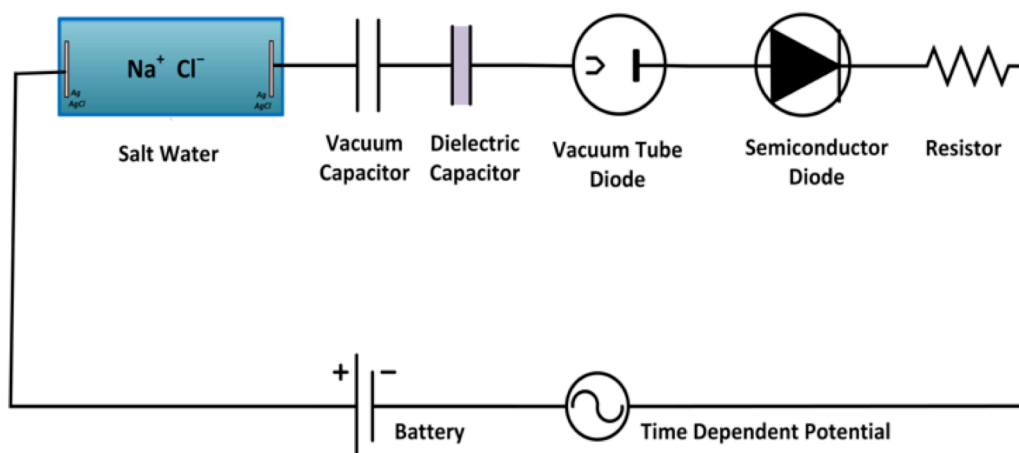 Na⁺ Cl⁻
Ag
AgCl
Ag
AgCl
Salt Water
Vacuum
Capacitor
Dielectric
Capacitor
Vacuum Tube
Diode
Semiconductor
Diode
Resistor
+ −
Battery
Time Dependent Potential